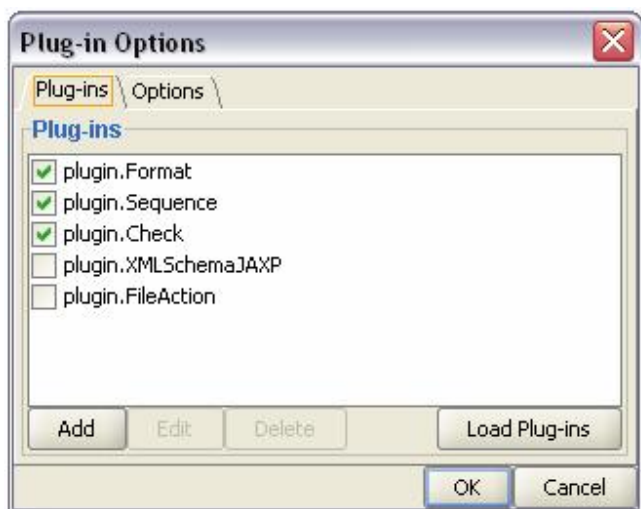 Plug-in Options
Plug-ins Options
Plug-ins
plugin.Format
plugin.Sequence
plugin.Check
plugin.XMLSchemaJAXP
plugin.FileAction
Add Edit Delete Load Plug-ins
OK Cancel